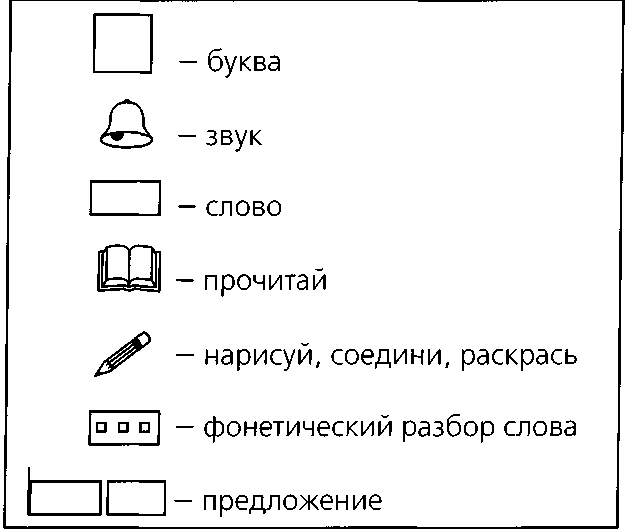 – буква
– звук
– слово
– прочитай
– нарисуй, соедини, раскрась
– фонетический разбор слова
– предложение